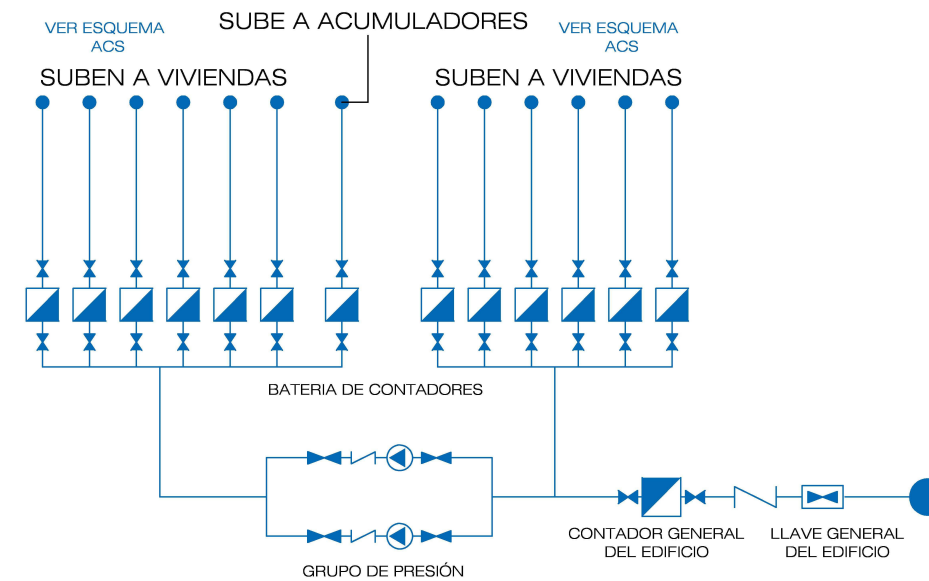 SUBE A ACUMULADORES
VER ESQUEMA
ACS
VER ESQUEMA
ACS
SUBEN A VIVIENDAS
SUBEN A VIVIENDAS
BATERIA DE CONTADORES
CONTADOR GENERAL
DEL EDIFICIO
LLAVE GENERAL
DEL EDIFICIO
GRUPO DE PRESIÓN